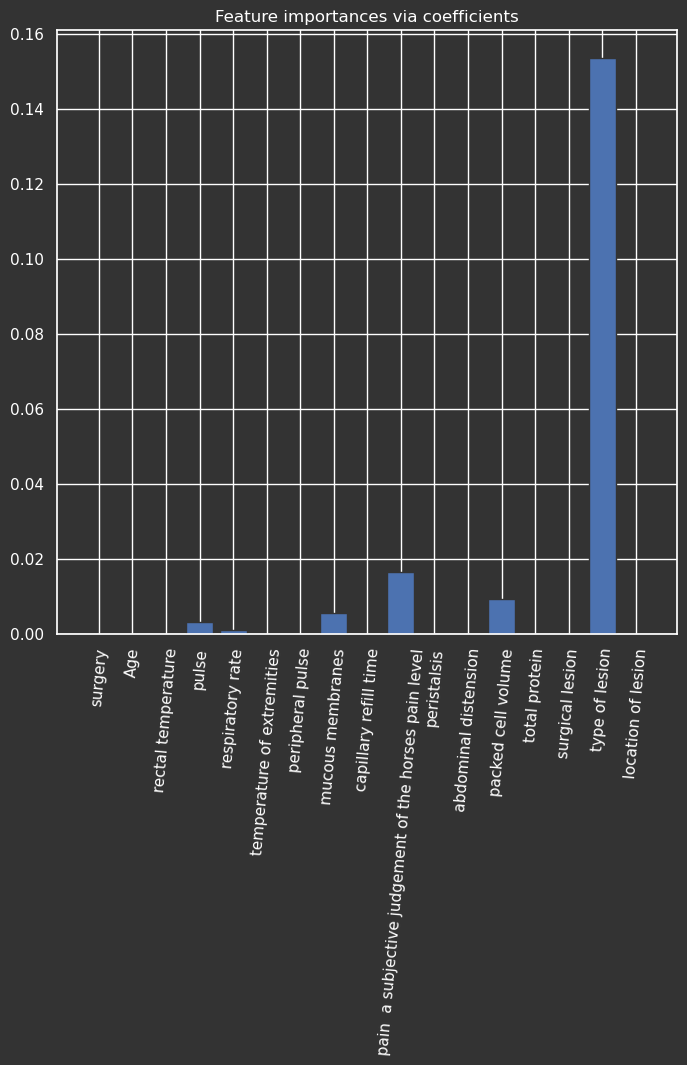 Feature importances via coefficients
0.16
0.14
0.12
0.10
0.08
0.06
0.04
0.02
0.00
surgery
Age
rectal temperature
pulse
respiratory rate
temperature of extremities
peripheral pulse
mucous membranes
capillary refill time
pain  a subjective judgement of the horses pain level
peristalsis
abdominal distension
packed cell volume
total protein
surgical lesion
type of lesion
location of lesion